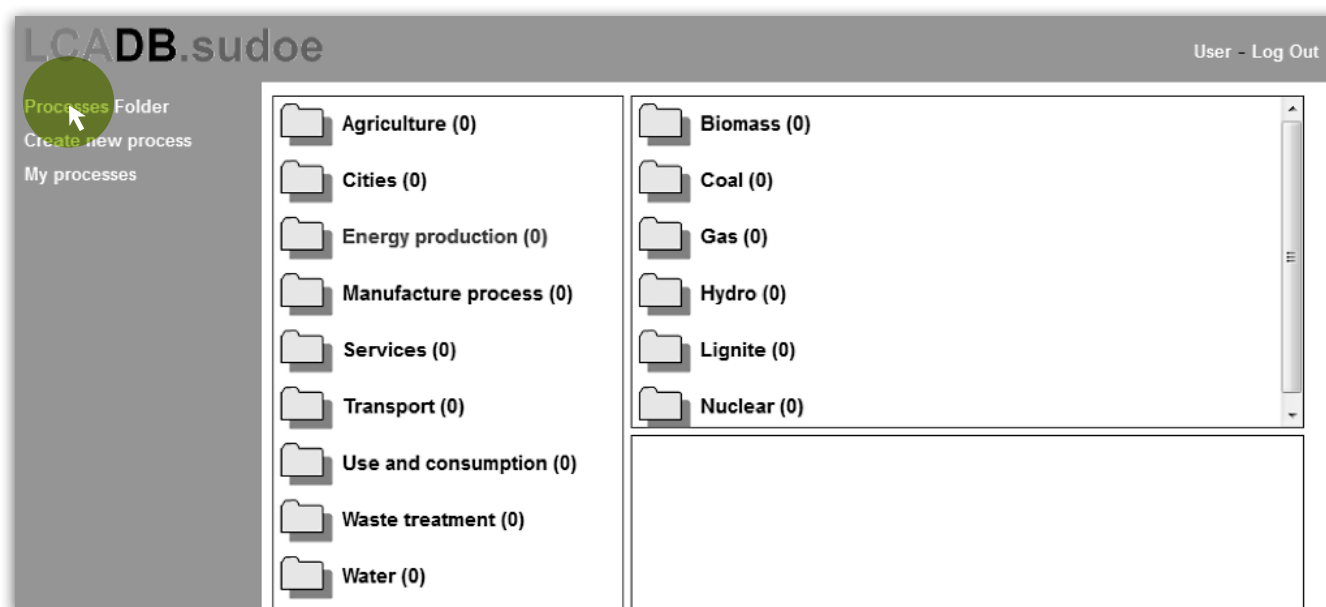 LCADB.sudoe
User - Log Out
Processes Folder
Create new process
My processes
Agriculture (0)
Cities (0)
Energy production (0)
Manufacture process (0)
Services (0)
Transport (0)
Use and consumption (0)
Waste treatment (0)
Water (0)
Biomass (0)
Coal (0)
Gas (0)
Hydro (0)
Lignite (0)
Nuclear (0)